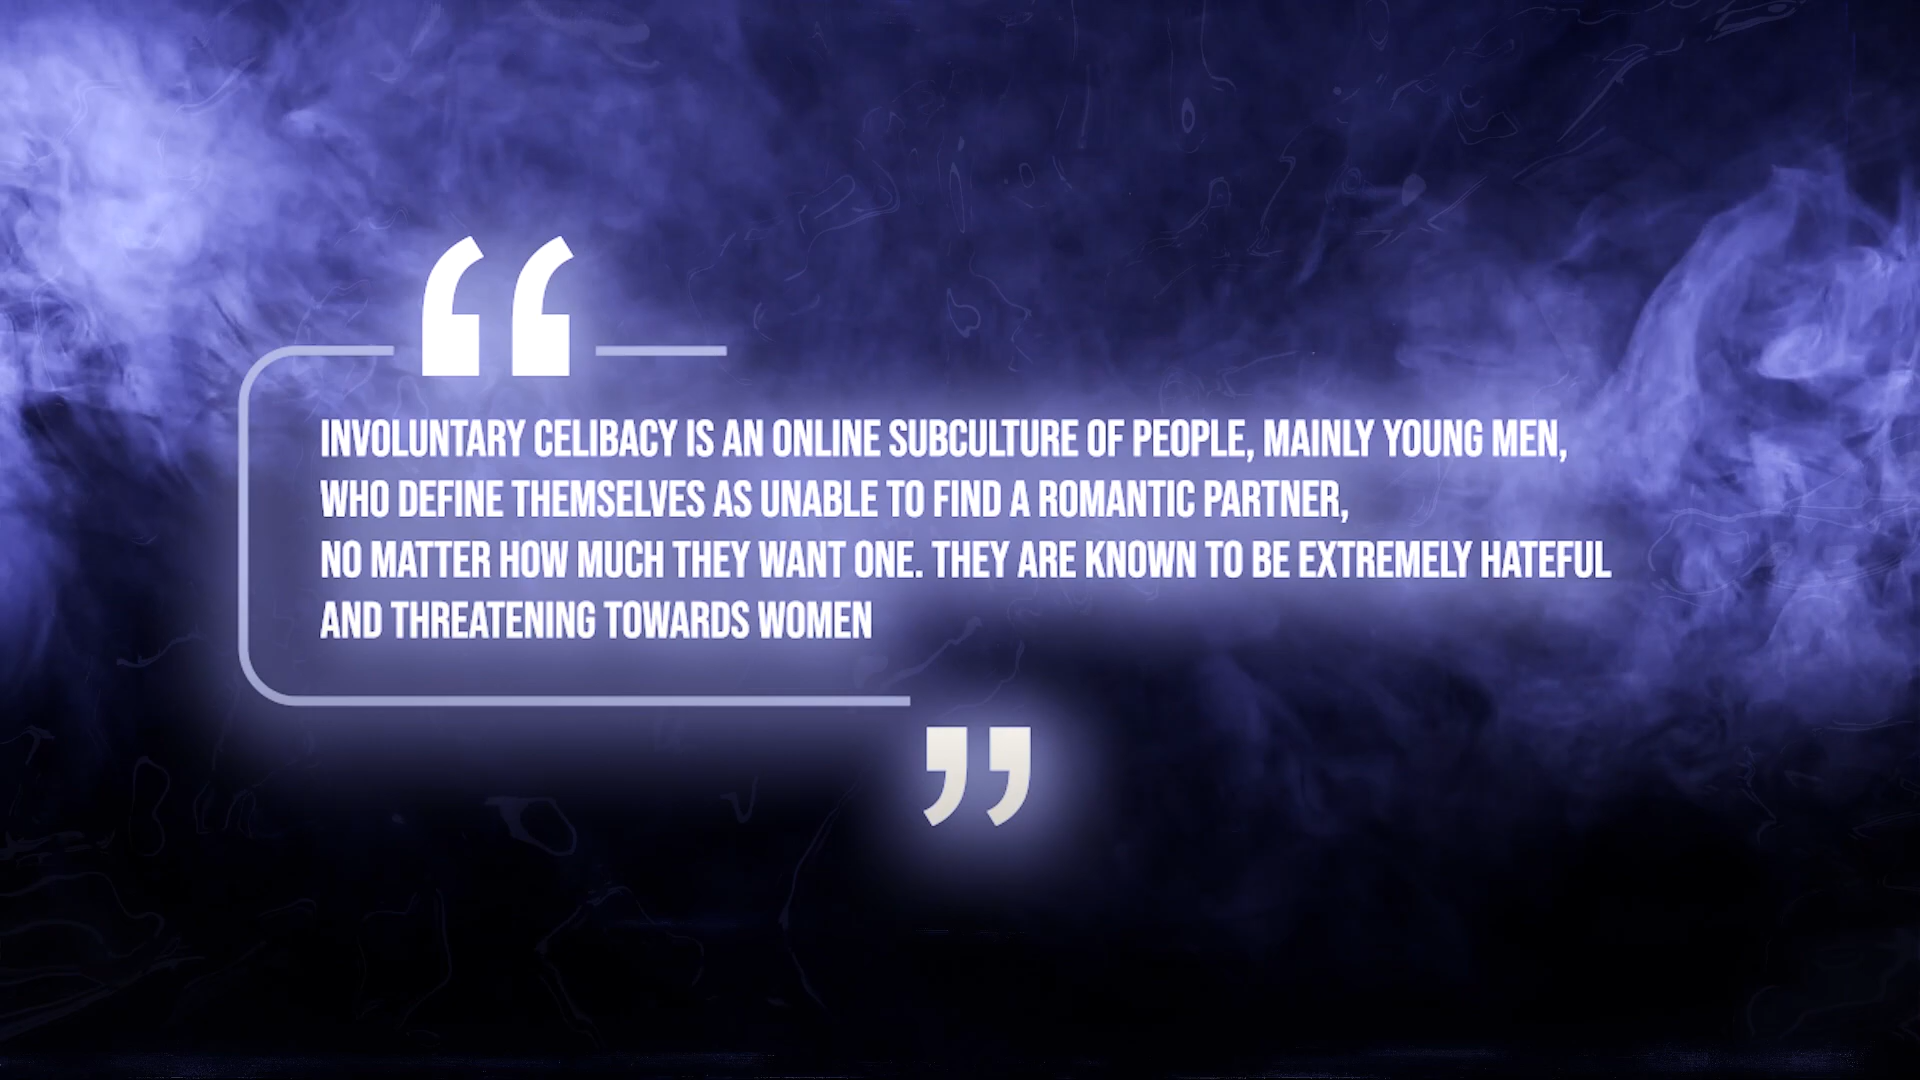 “
INVOLUNTARY CELIBACY IS AN ONLINE SUBCULTURE OF PEOPLE, MAINLY YOUNG MEN,
WHO DEFINE THEMSELVES AS UNABLE TO FIND A ROMANTIC PARTNER,
NO MATTER HOW MUCH THEY WANT ONE. THEY ARE KNOWN TO BE EXTREMELY HATEFUL
AND THREATENING TOWARDS WOMEN
”